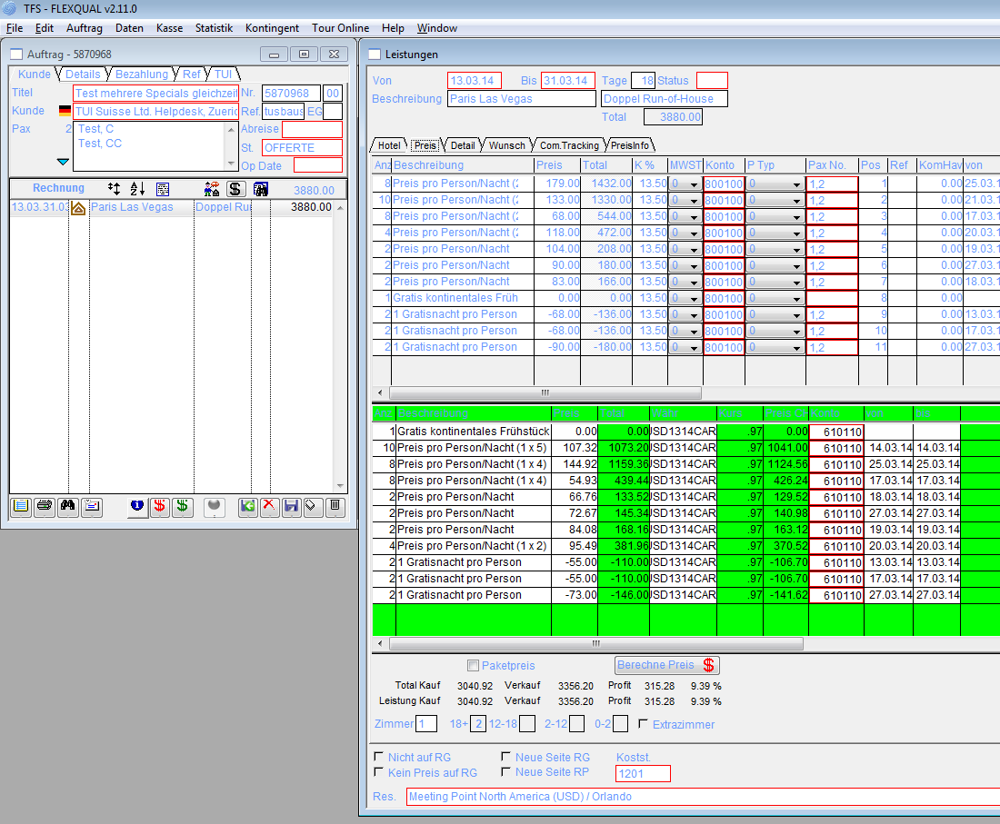 TFS - FLEXQUAL v2.11.0
File Edit Auftrag Daten Kasse Statistik Kontingent Tour Online Help Window
Auftrag - 5870968
Kunde Details Bezahlung Ref TUI
Titel Test mehrere Specials gleichzeit Nr. 5870968 00
Kunde TUI Suisse Ltd. Helpdesk, Zueric Ref. tusbaus EG
Pax 2 Test, C Abreise
Test, CC St. OFFERTE
Op Date
Rechnung 3880.00
13.03.31.03 Paris Las Vegas Doppel Ru 3880.00
Leistungen
Von 13.03.14 Bis 31.03.14 Tage 18 Status
Beschreibung Paris Las Vegas Doppel Run-of-House
Total 3880.00
Hotel Preis Detail Wunsch Com.Tracking PreisInfo
Anz Beschreibung Preis Total K % MWST Konto P Typ Pax No. Pos Ref KomHav von
8 Preis pro Person/Nacht (2 179.00 1432.00 13.50 0 800100 0 1,2 1 0.00 25.03.1
10 Preis pro Person/Nacht (2 133.00 1330.00 13.50 0 800100 0 1,2 2 0.00 21.03.1
8 Preis pro Person/Nacht (2 68.00 544.00 13.50 0 800100 0 1,2 3 0.00 17.03.1
4 Preis pro Person/Nacht (2 118.00 472.00 13.50 0 800100 0 1,2 4 0.00 20.03.1
2 Preis pro Person/Nacht 104.00 208.00 13.50 0 800100 0 1,2 5 0.00 19.03.1
2 Preis pro Person/Nacht 90.00 180.00 13.50 0 800100 0 1,2 6 0.00 27.03.1
2 Preis pro Person/Nacht 83.00 166.00 13.50 0 800100 0 1,2 7 0.00 18.03.1
1 Gratis kontinentales Früh 0.00 0.00 13.50 0 800100 0 8 0.00
2 1 Gratisnacht pro Person -68.00 -136.00 13.50 0 800100 0 1,2 9 0.00 13.03.1
2 1 Gratisnacht pro Person -68.00 -136.00 13.50 0 800100 0 1,2 10 0.00 17.03.1
2 1 Gratisnacht pro Person -90.00 -180.00 13.50 0 800100 0 1,2 11 0.00 27.03.1
Anz Beschreibung Preis Total Währ Kurs Preis CH Konto von bis
1 Gratis kontinentales Frühstück 0.00 0.00 USD1314CAR .97 0.00 610110
10 Preis pro Person/Nacht (1 x 5) 107.32 1073.20 USD1314CAR .97 1041.00 610110 14.03.14 14.03.14
8 Preis pro Person/Nacht (1 x 4) 144.92 1159.36 USD1314CAR .97 1124.56 610110 25.03.14 25.03.14
8 Preis pro Person/Nacht (1 x 4) 54.93 439.44 USD1314CAR .97 426.24 610110 17.03.14 17.03.14
2 Preis pro Person/Nacht 66.76 133.52 USD1314CAR .97 129.52 610110 18.03.14 18.03.14
2 Preis pro Person/Nacht 72.67 145.34 USD1314CAR .97 140.98 610110 27.03.14 27.03.14
2 Preis pro Person/Nacht 84.08 168.16 USD1314CAR .97 163.12 610110 19.03.14 19.03.14
4 Preis pro Person/Nacht (1 x 2) 95.49 381.96 USD1314CAR .97 370.52 610110 20.03.14 20.03.14
2 1 Gratisnacht pro Person -55.00 -110.00 USD1314CAR .97 -106.70 610110 13.03.14 13.03.14
2 1 Gratisnacht pro Person -55.00 -110.00 USD1314CAR .97 -106.70 610110 17.03.14 17.03.14
2 1 Gratisnacht pro Person -73.00 -146.00 USD1314CAR .97 -141.62 610110 27.03.14 27.03.14
Paketpreis Berechne Preis $
Total Kauf 3040.92 Verkauf 3356.20 Profit 315.28 9.39 %
Leistung Kauf 3040.92 Verkauf 3356.20 Profit 315.28 9.39 %
Zimmer 1 18+ 2 12-18 2-12 0-2 Extrazimmer
Nicht auf RG Neue Seite RG Kostst.
Kein Preis auf RG Neue Seite RP 1201
Res. Meeting Point North America (USD) / Orlando